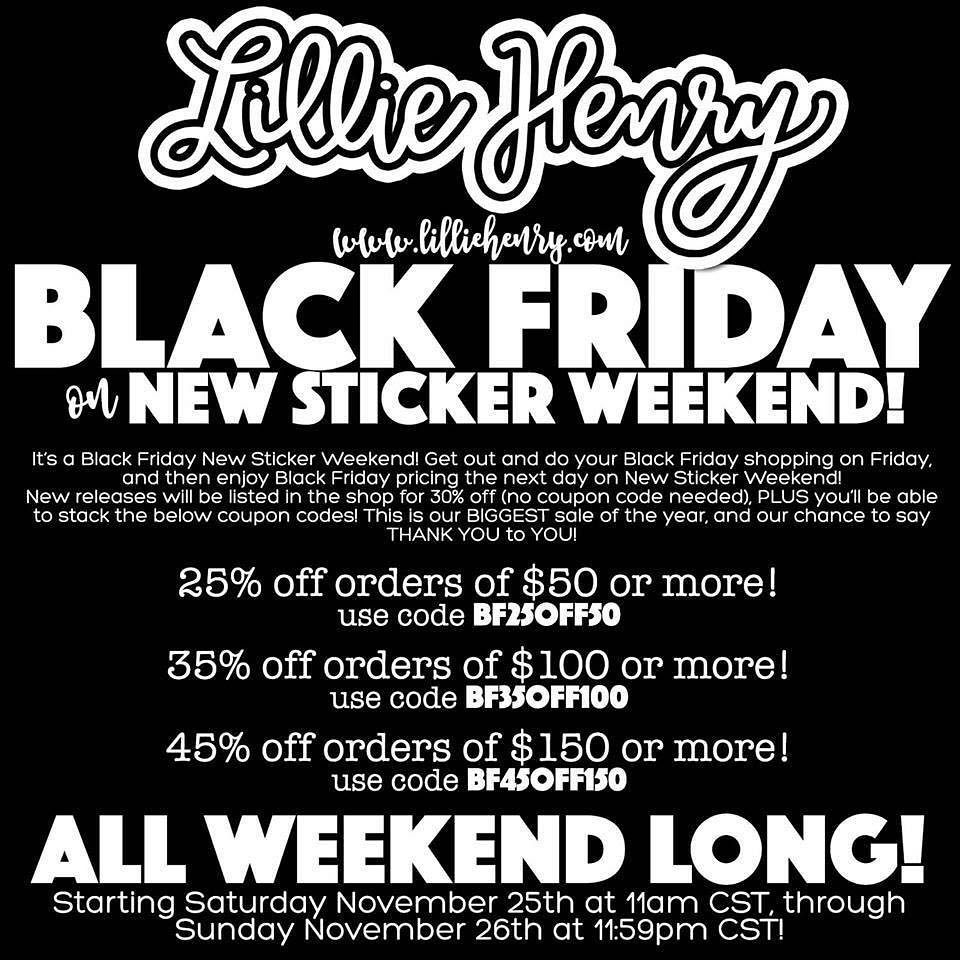 Lillie Henry
www.lilliehenry.com
BLACK FRIDAY
on NEW STICKER WEEKEND!
It's a Black Friday New Sticker Weekend! Get out and do your Black Friday shopping on Friday,
and then enjoy Black Friday pricing the next day on New Sticker Weekend!
New releases will be listed in the shop for 30% off (no coupon code needed), PLUS you'll be able
to stack the below coupon codes! This is our BIGGEST sale of the year, and our chance to say
THANK YOU to YOU!
25% off orders of $50 or more!
use code BF25OFF50
35% off orders of $100 or more!
use code BF35OFF100
45% off orders of $150 or more!
use code BF45OFF150
ALL WEEKEND LONG!
Starting Saturday November 25th at 11am CST, through
Sunday November 26th at 11:59pm CST!